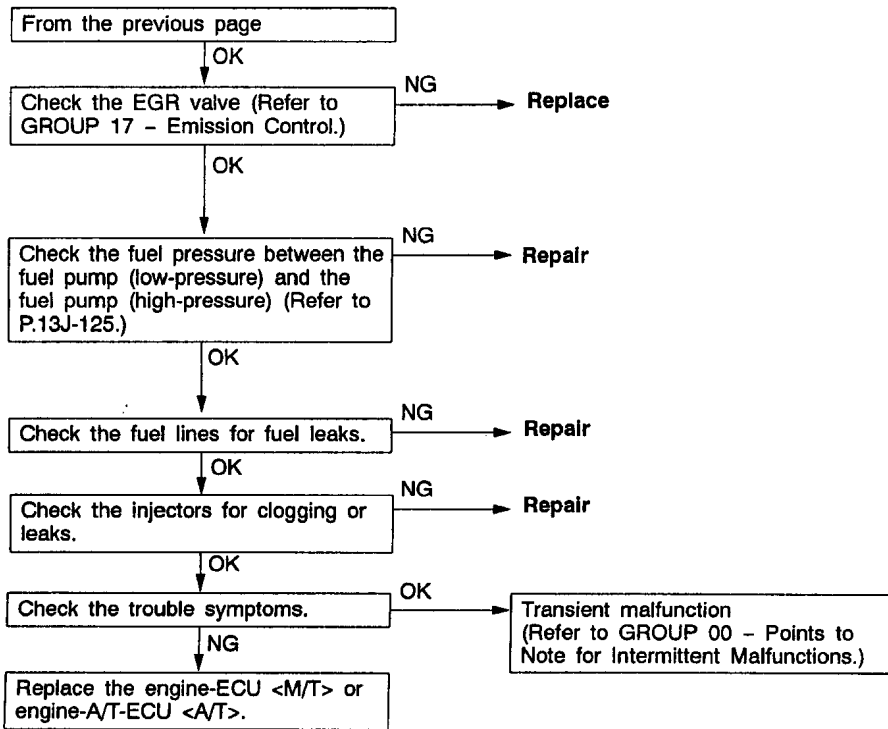 From the previous page
OK
Check the EGR valve (Refer to
GROUP 17 – Emission Control.)
NG
Replace
OK
Check the fuel pressure between the
fuel pump (low-pressure) and the
fuel pump (high-pressure) (Refer to
P.13J-125.)
NG
Repair
OK
Check the fuel lines for fuel leaks.
NG
Repair
OK
Check the injectors for clogging or
leaks.
NG
Repair
OK
Check the trouble symptoms.
OK
Transient malfunction
(Refer to GROUP 00 – Points to
Note for Intermittent Malfunctions.)
NG
Replace the engine-ECU <M/T> or
engine-A/T-ECU <A/T>.